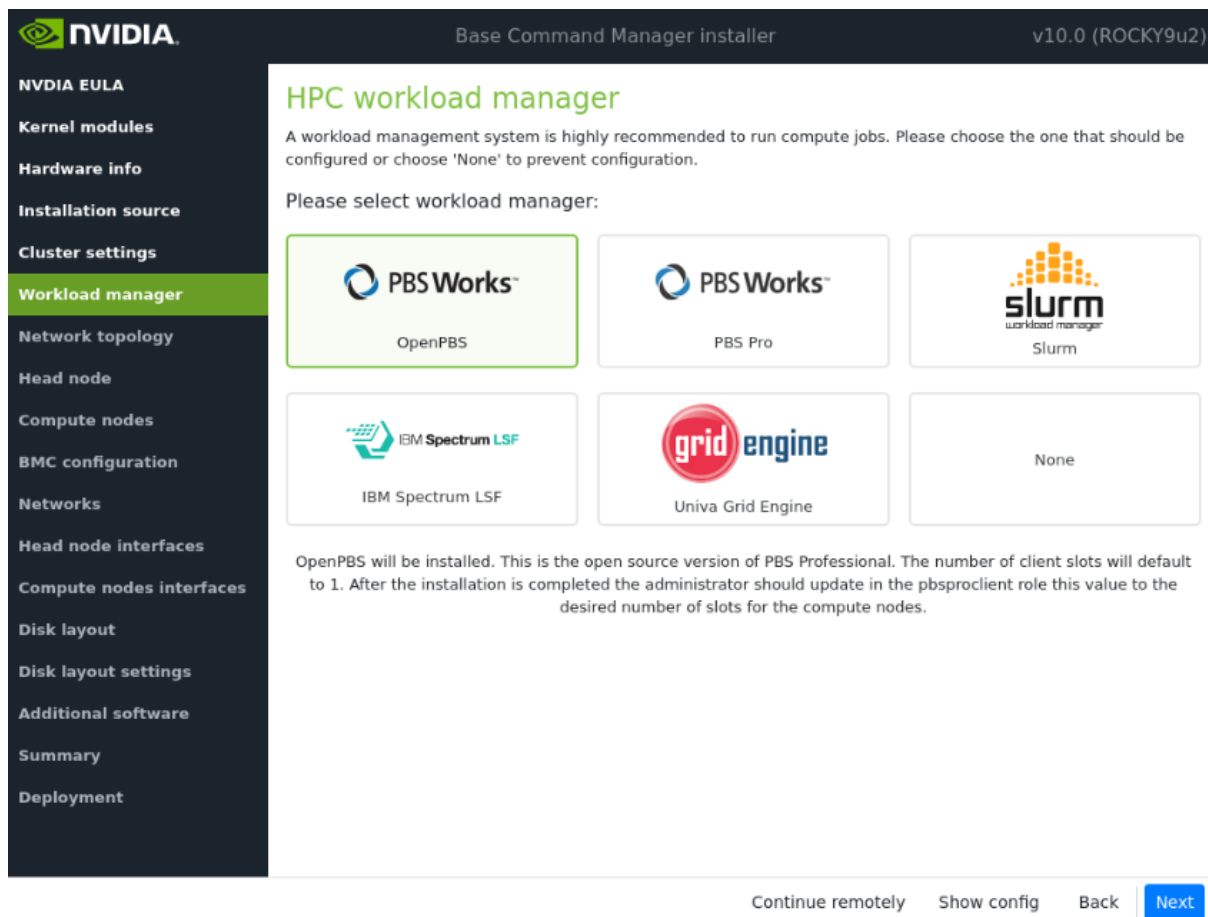 NVIDIA. Base Command Manager installer v10.0 (ROCKY9u2)
NVDIA EULA
Kernel modules
Hardware info
Installation source
Cluster settings
Workload manager
Network topology
Head node
Compute nodes
BMC configuration
Networks
Head node interfaces
Compute nodes interfaces
Disk layout
Disk layout settings
Additional software
Summary
Deployment
HPC workload manager
A workload management system is highly recommended to run compute jobs. Please choose the one that should be
configured or choose 'None' to prevent configuration.
Please select workload manager:
PBS Works™
OpenPBS
PBS Works™
PBS Pro
slurm
workload manager
Slurm
IBM Spectrum LSF
IBM Spectrum LSF
grid engine
Univa Grid Engine
None
OpenPBS will be installed. This is the open source version of PBS Professional. The number of client slots will default
to 1. After the installation is completed the administrator should update in the pbsproclient role this value to the
desired number of slots for the compute nodes.
Continue remotely Show config Back Next